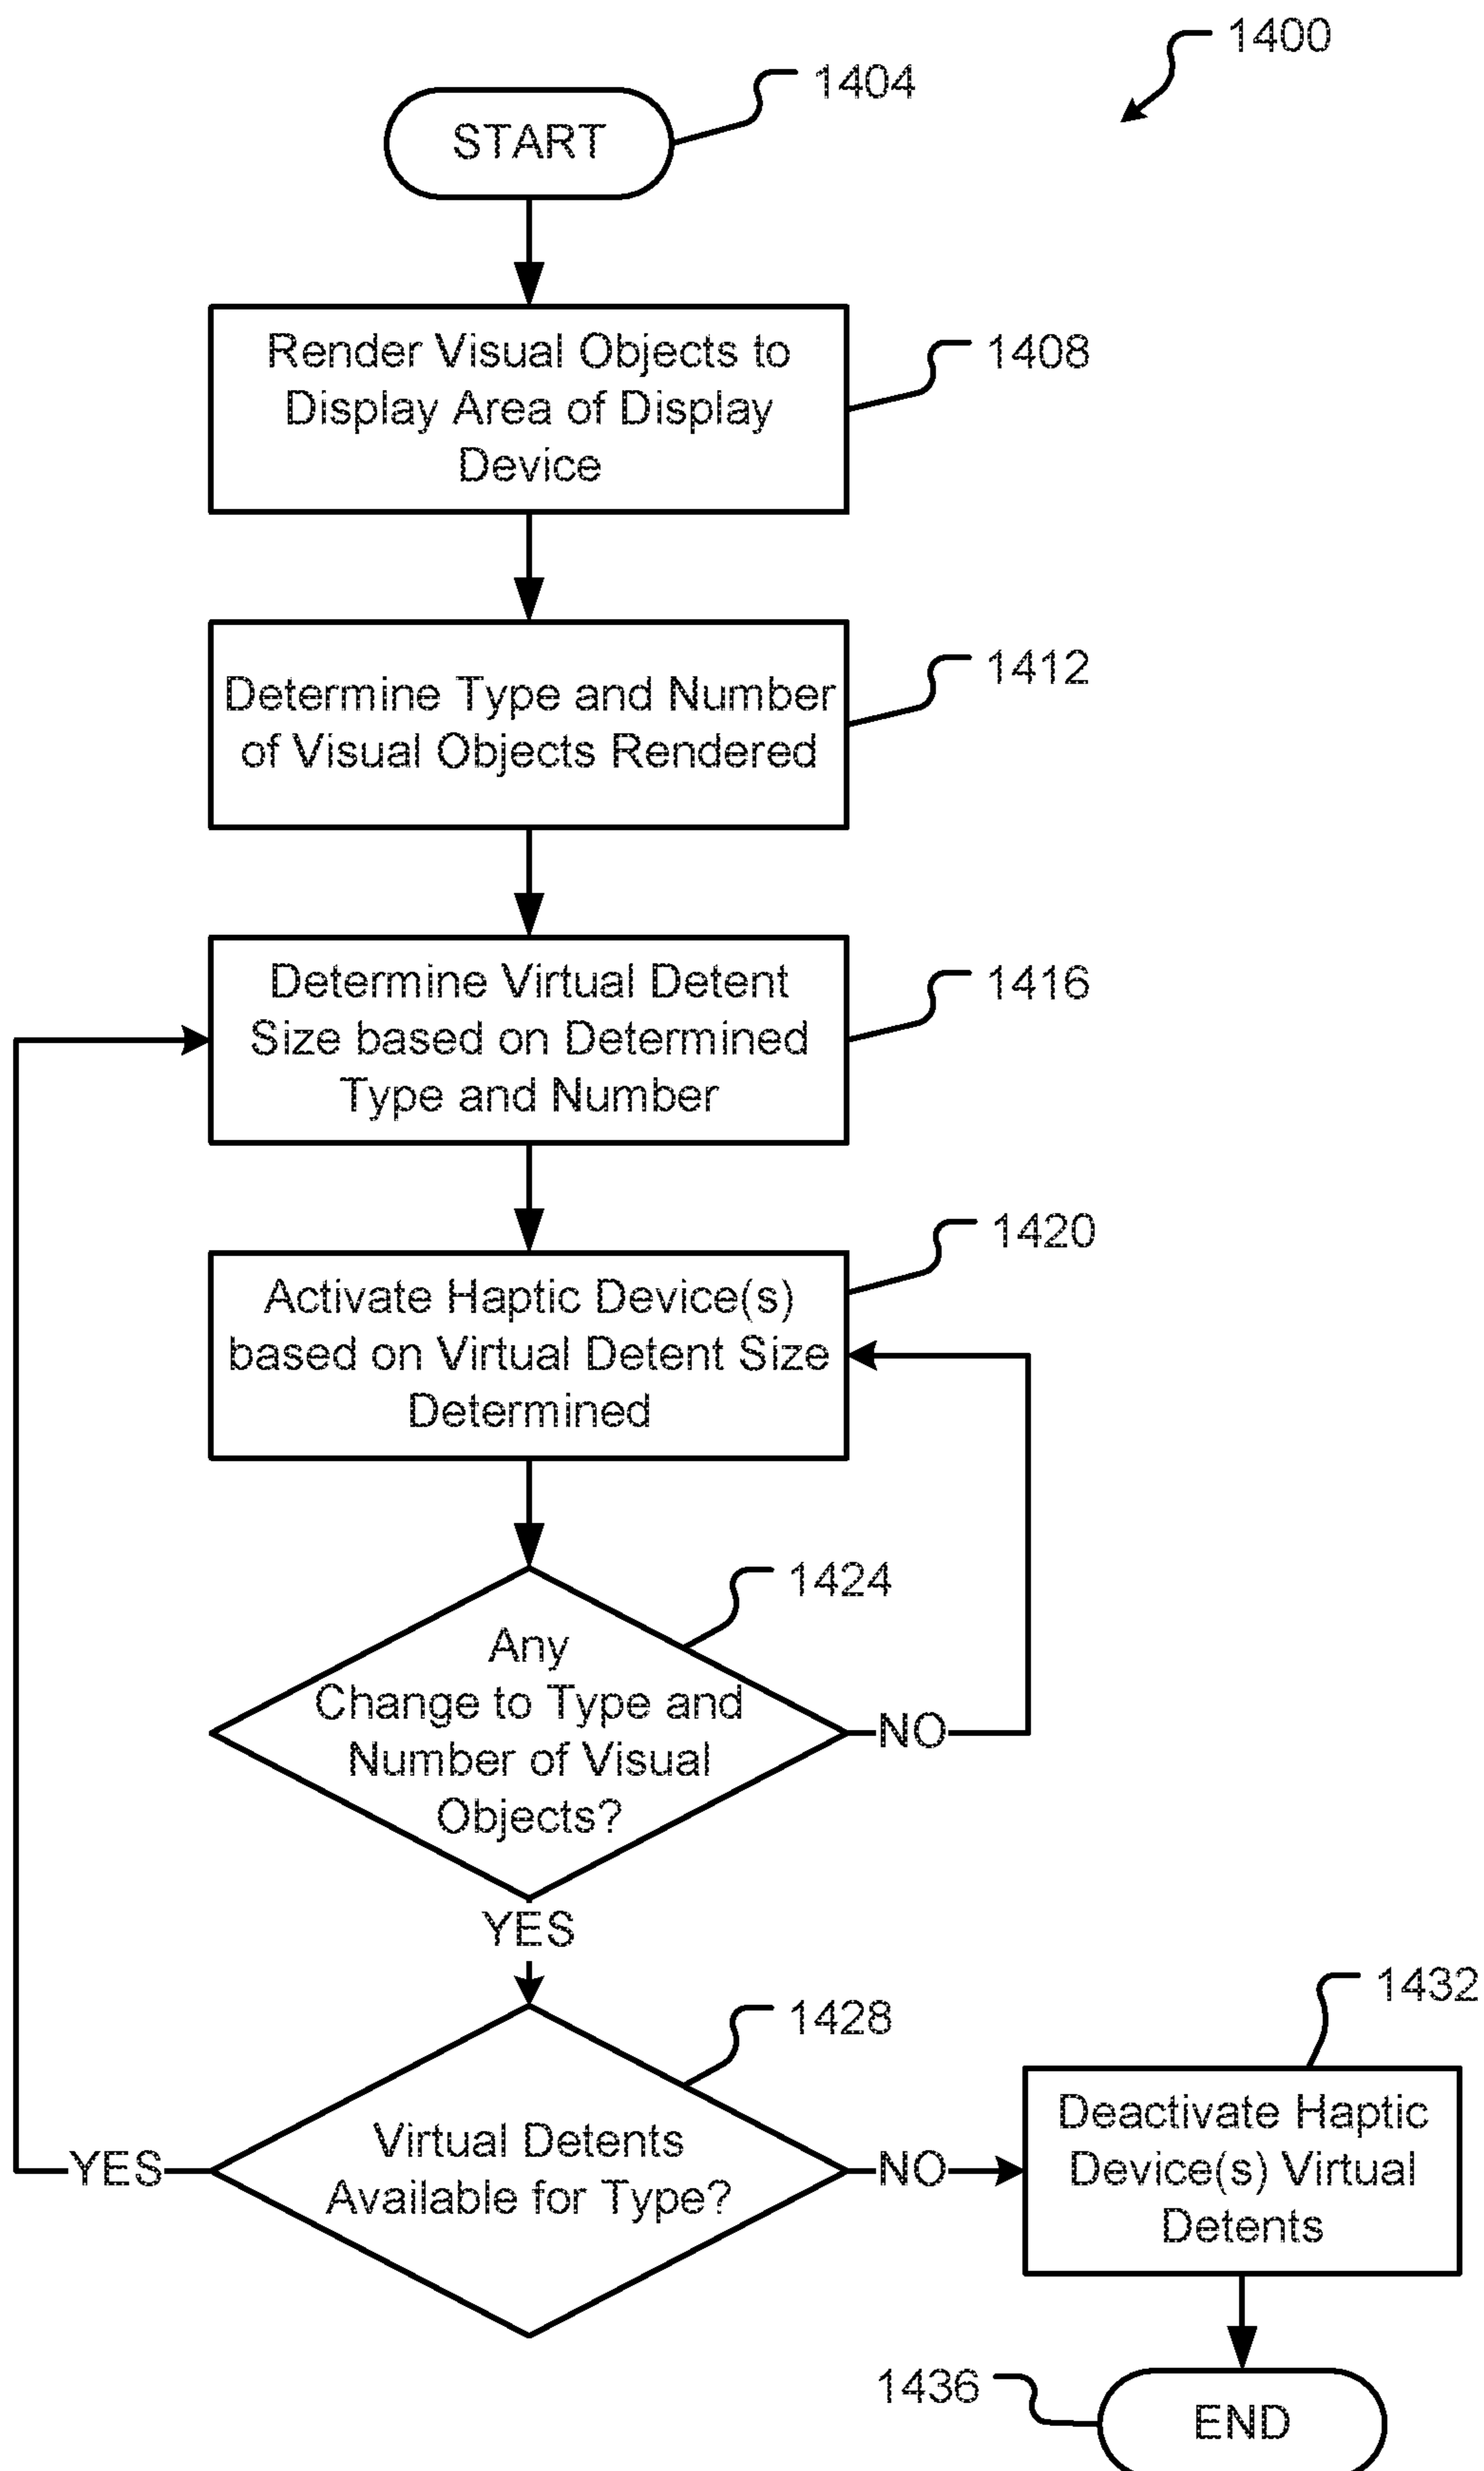 1400
1404
START
Render Visual Objects to
Display Area of Display
Device
1408
Determine Type and Number
of Visual Objects Rendered
1412
Determine Virtual Detent
Size based on Determined
Type and Number
1416
Activate Haptic Device(s)
based on Virtual Detent Size
Determined
1420
Any
Change to Type and
Number of Visual
Objects?
1424
NO
YES
Virtual Detents
Available for Type?
1428
YES
NO
Deactivate Haptic
Device(s) Virtual
Detents
1432
1436
END